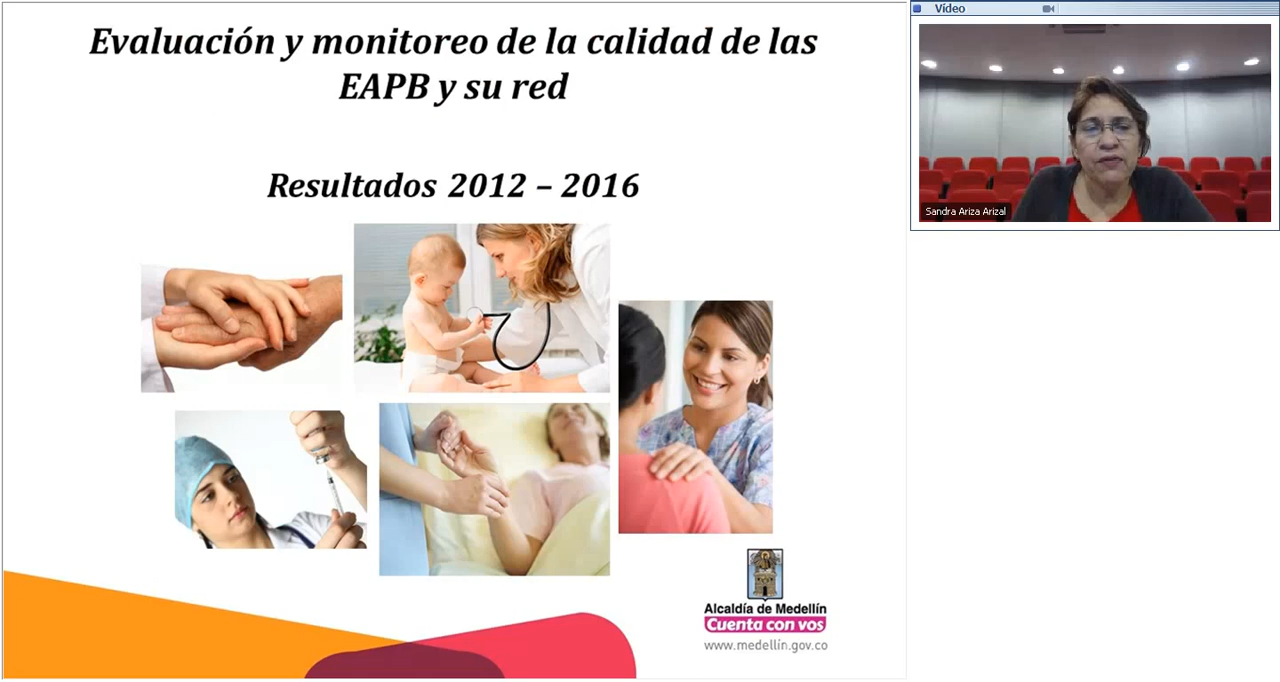 Evaluación y monitoreo de la calidad de las
EAPB y su red
Resultados 2012 – 2016
Alcaldía de Medellín
Cuenta con vos
www.medellin.gov.co
Vídeo
Sandra Ariza Arizal